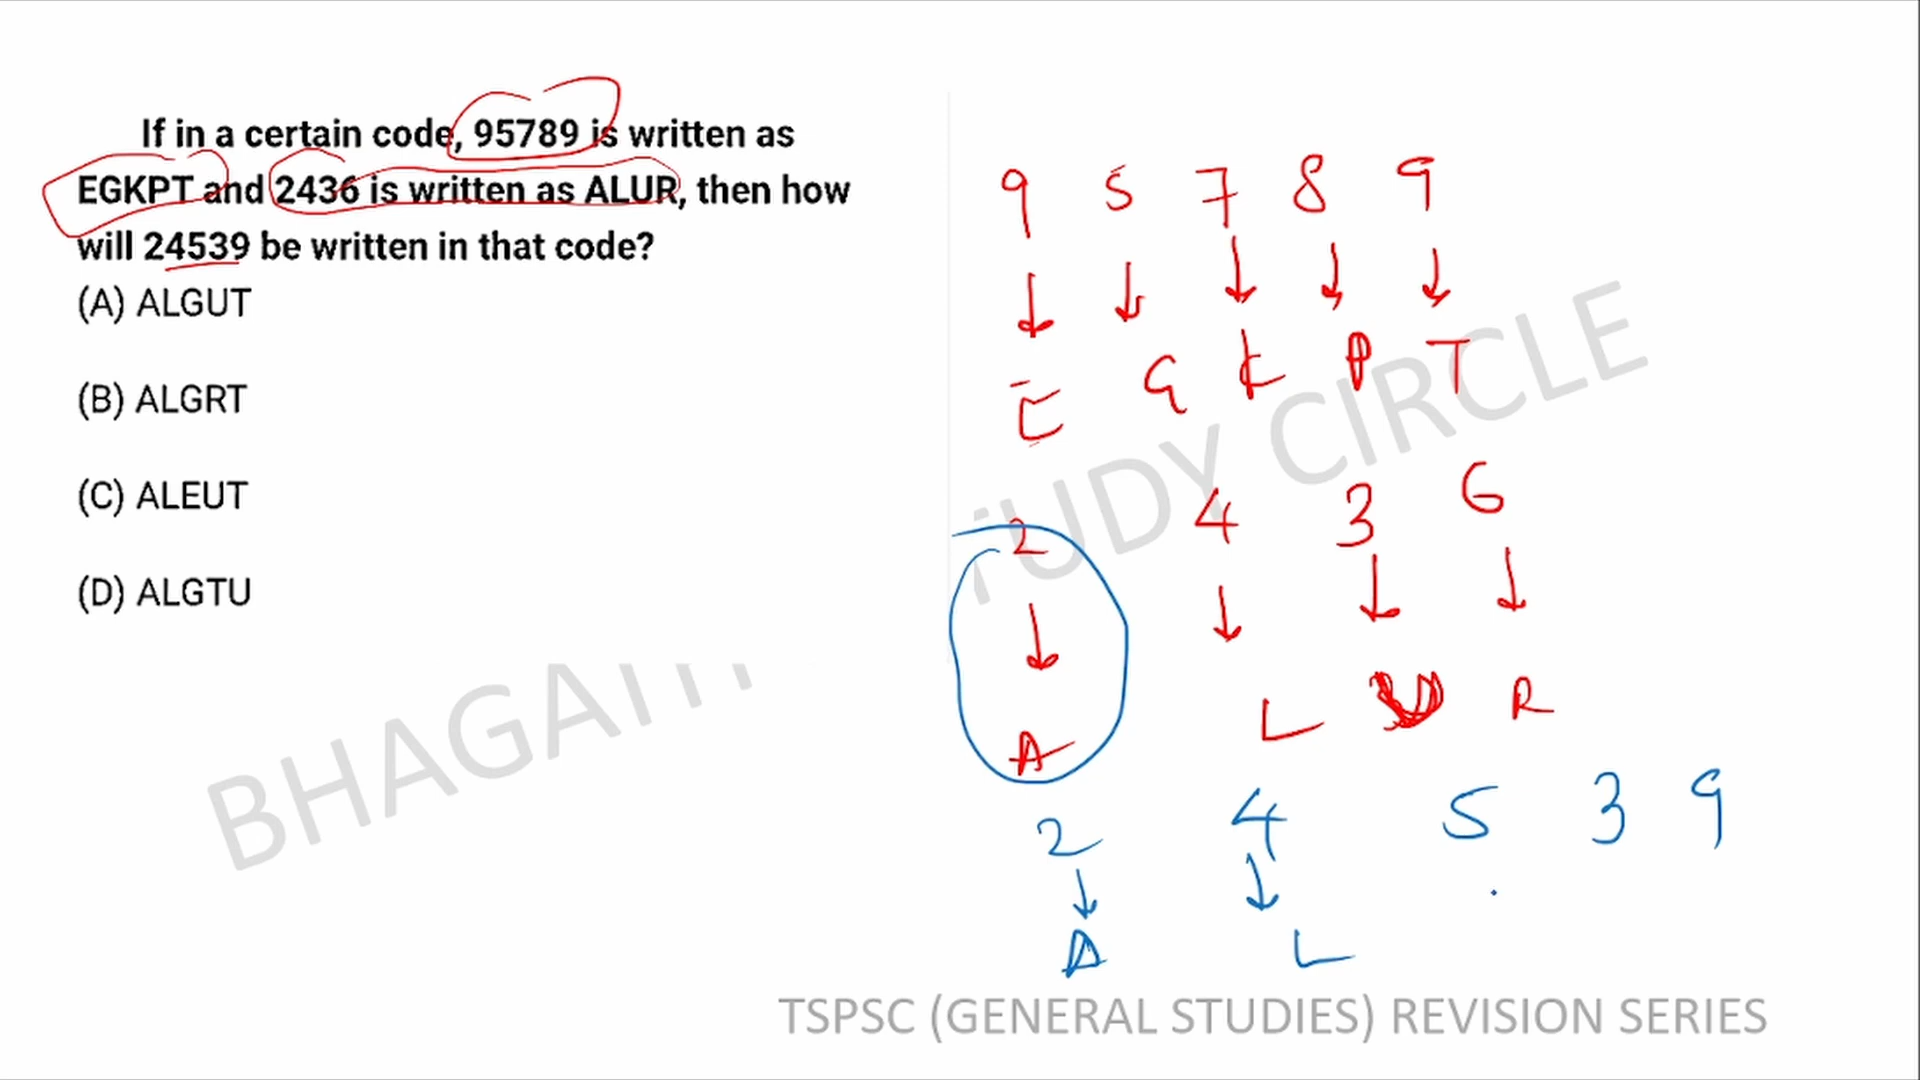 If in a certain code, 95789 is written as
EGKPT and 2436 is written as ALUR, then how
will 24539 be written in that code?
(A) ALGUT
(B) ALGRT
(C) ALEUT
(D) ALGTU
9 5 7 8 9
E G K P T
2 4 3 6
A L U R
2 4 5 3 9
A L
TUDY CIRCLE
BHAGATH
TSPSC (GENERAL STUDIES) REVISION SERIES